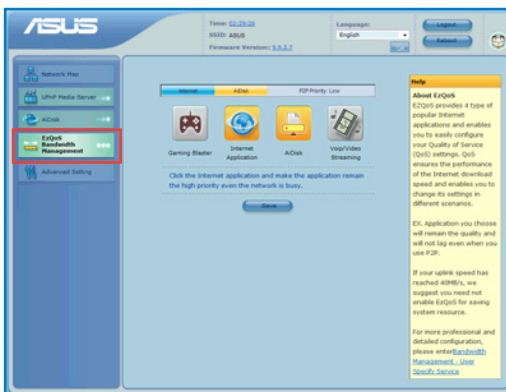 ASUS
Time: 02:29:20
SSID: ASUS
Firmware Version: 9.9.2.7
Language:
English
Logout
Reboot
Network Map
UPnP Media Server
AiDisk
EzQoS
Bandwidth
Management
Advanced Setting
Internet
AiDisk
P2P Priority: Low
Gaming Blaster
Internet
Application
AiDisk
Voip/Video
Streaming
Click the Internet application and make the application remain
the high priority even the network is busy.
Save
Help
About EzQoS
EZQoS provides 4 type of
popular Internet
applications and enables
you to easily configure
your Quality of Service
(QoS) settings. QoS
ensures the performance
of the Internet download
speed and enables you to
change its settings in
different scenarios.
EX. Application you choose
will remain the quality and
will not lag even when you
use P2P.
If your uplink speed has
reached 40MB/s, we
suggest you need not
enable EzQoS for saving
system resource.
For more professional and
detailed configuration,
please enterBandwidth
Management - User
Specify Service